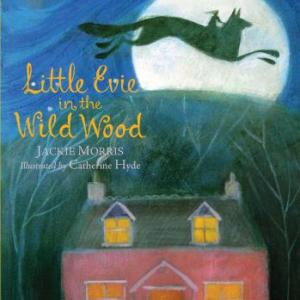 Little Evie
in the
Wild Wood
Jackie Morris
Illustrated by Catherine Hyde